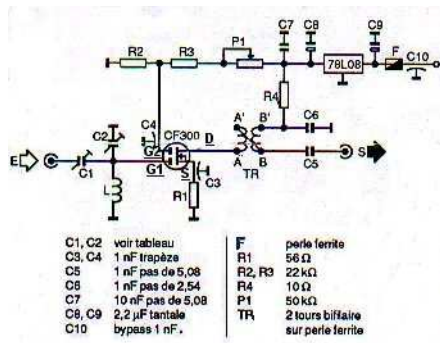 C7 C8 C9
R2 R3 P1 F C10
78L08
R4
C4 CF300 D A' B' C6
C2 G2
E C1 G1 S C3 A B C5 S
L R1 TR
C1, C2 voir tableau
C3, C4 1 nF trapèze
C5 1 nF pas de 5,08
C6 1 nF pas de 2,54
C7 10 nF pas de 5,08
C8, C9 2,2 µF tantale
C10 bypass 1 nF.
F perle ferrite
R1 56 Ω
R2, R3 22 kΩ
R4 10 Ω
P1 50 kΩ
TR 2 tours bifilaire
sur perle ferrite